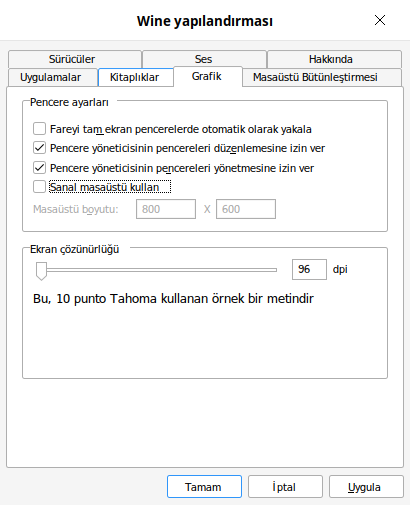 Wine yapılandırması
Sürücüler Ses Hakkında
Uygulamalar Kitaplıklar Grafik Masaüstü Bütünleştirmesi
Pencere ayarları
Fareyi tam ekran pencerelerde otomatik olarak yakala
Pencere yöneticisinin pencereleri düzenlemesine izin ver
Pencere yöneticisinin pencereleri yönetmesine izin ver
Sanal masaüstü kullan
Masaüstü boyutu: 800 X 600
Ekran çözünürlüğü
96 dpi
Bu, 10 punto Tahoma kullanan örnek bir metindir
Tamam İptal Uygula